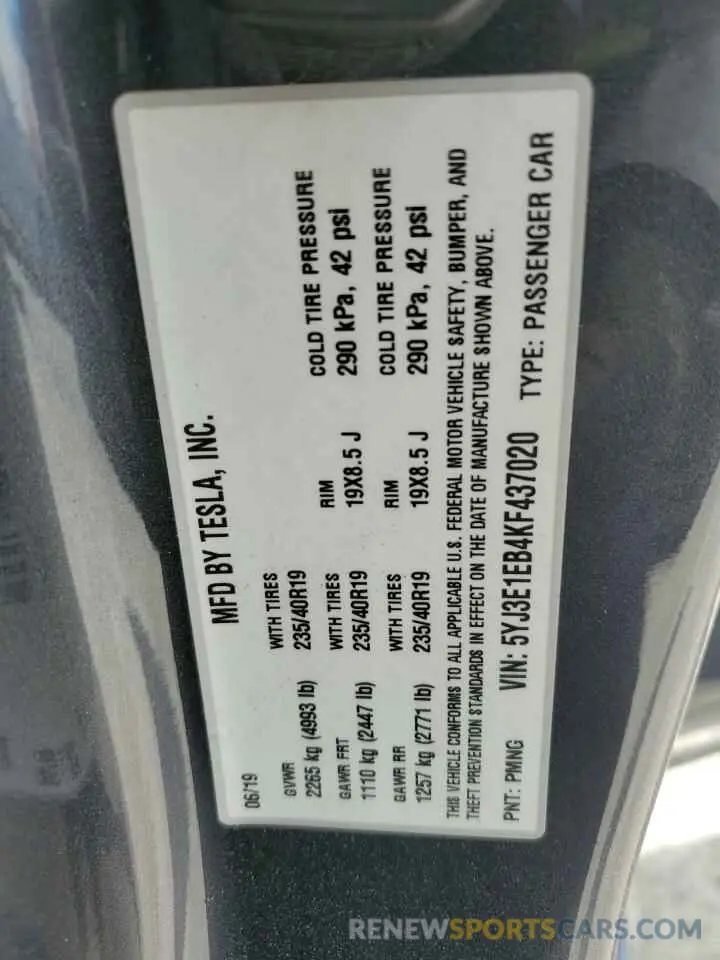 MFD BY TESLA, INC.
06/19
GVWR WITH TIRES RIM COLD TIRE PRESSURE
2265 kg (4993 lb) 235/40R19 19X8.5 J 290 kPa, 42 psi
GAWR FRT WITH TIRES
1110 kg (2447 lb) 235/40R19
GAWR RR WITH TIRES RIM COLD TIRE PRESSURE
1257 kg (2771 lb) 235/40R19 19X8.5 J 290 kPa, 42 psi
THIS VEHICLE CONFORMS TO ALL APPLICABLE U.S. FEDERAL MOTOR VEHICLE SAFETY, BUMPER, AND
THEFT PREVENTION STANDARDS IN EFFECT ON THE DATE OF MANUFACTURE SHOWN ABOVE.
PNT: PMNG VIN: 5YJ3E1EB4KF437020 TYPE: PASSENGER CAR
RENEWSPORTSCARS.COM